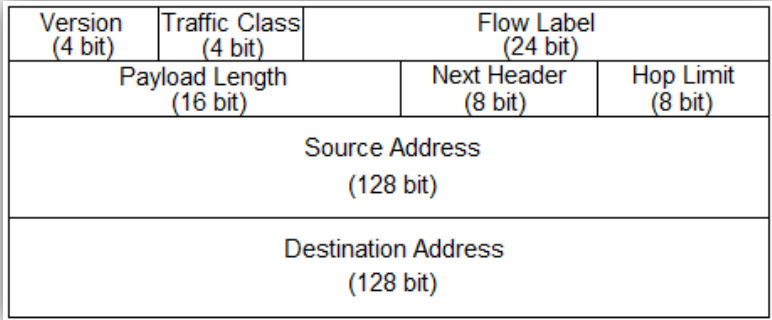 Version Traffic Class Flow Label
(4 bit) (4 bit) (24 bit)
Payload Length Next Header Hop Limit
(16 bit) (8 bit) (8 bit)
Source Address
(128 bit)
Destination Address
(128 bit)